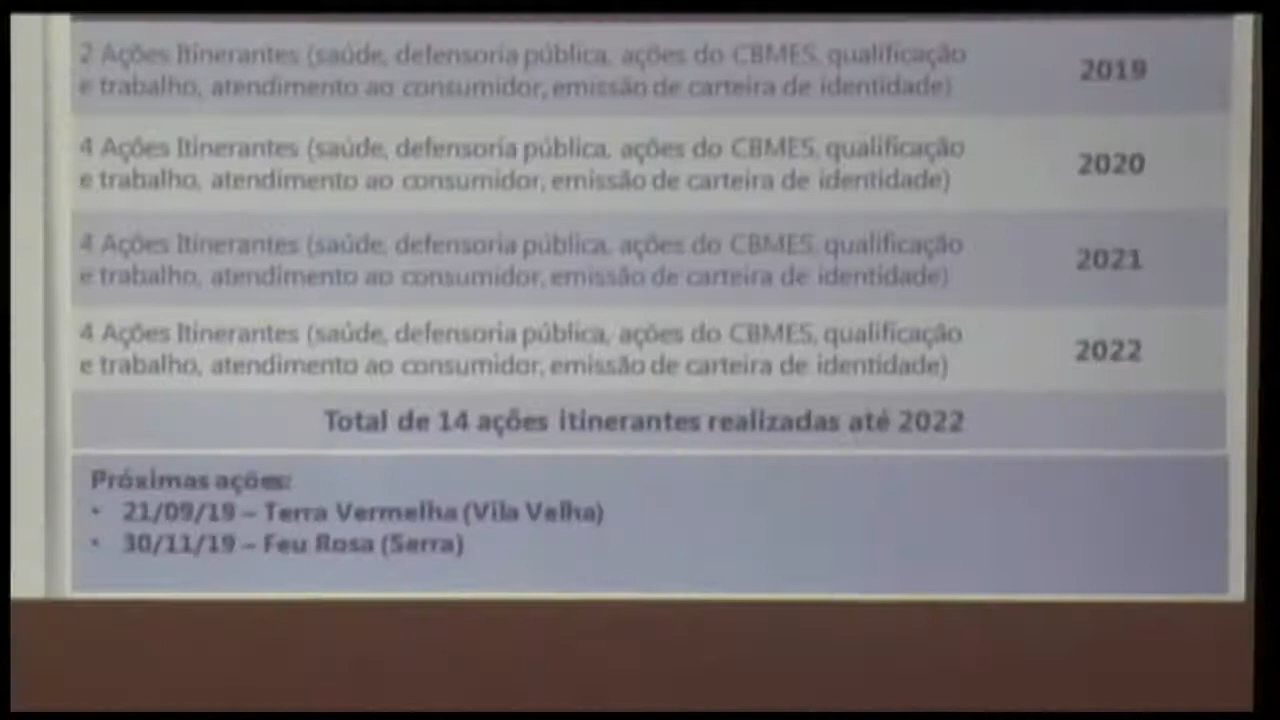 2 Ações Itinerantes (saúde, defensoria pública, ações do CBMES, qualificação
e trabalho, atendimento ao consumidor, emissão de carteira de identidade)
2019
4 Ações Itinerantes (saúde, defensoria pública, ações do CBMES, qualificação
e trabalho, atendimento ao consumidor, emissão de carteira de identidade)
2020
4 Ações Itinerantes (saúde, defensoria pública, ações do CBMES, qualificação
e trabalho, atendimento ao consumidor, emissão de carteira de identidade)
2021
4 Ações Itinerantes (saúde, defensoria pública, ações do CBMES, qualificação
e trabalho, atendimento ao consumidor, emissão de carteira de identidade)
2022
Total de 14 ações itinerantes realizadas até 2022
Próximas ações:
• 21/09/19 – Terra Vermelha (Vila Velha)
• 30/11/19 – Feu Rosa (Serra)